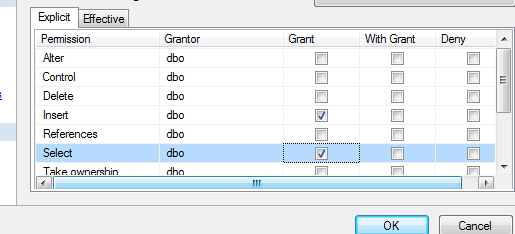 Explicit Effective
Permission Grantor Grant With Grant Deny
Alter dbo
Control dbo
Delete dbo
Insert dbo
References dbo
Select dbo
Take ownership dbo
OK Cancel